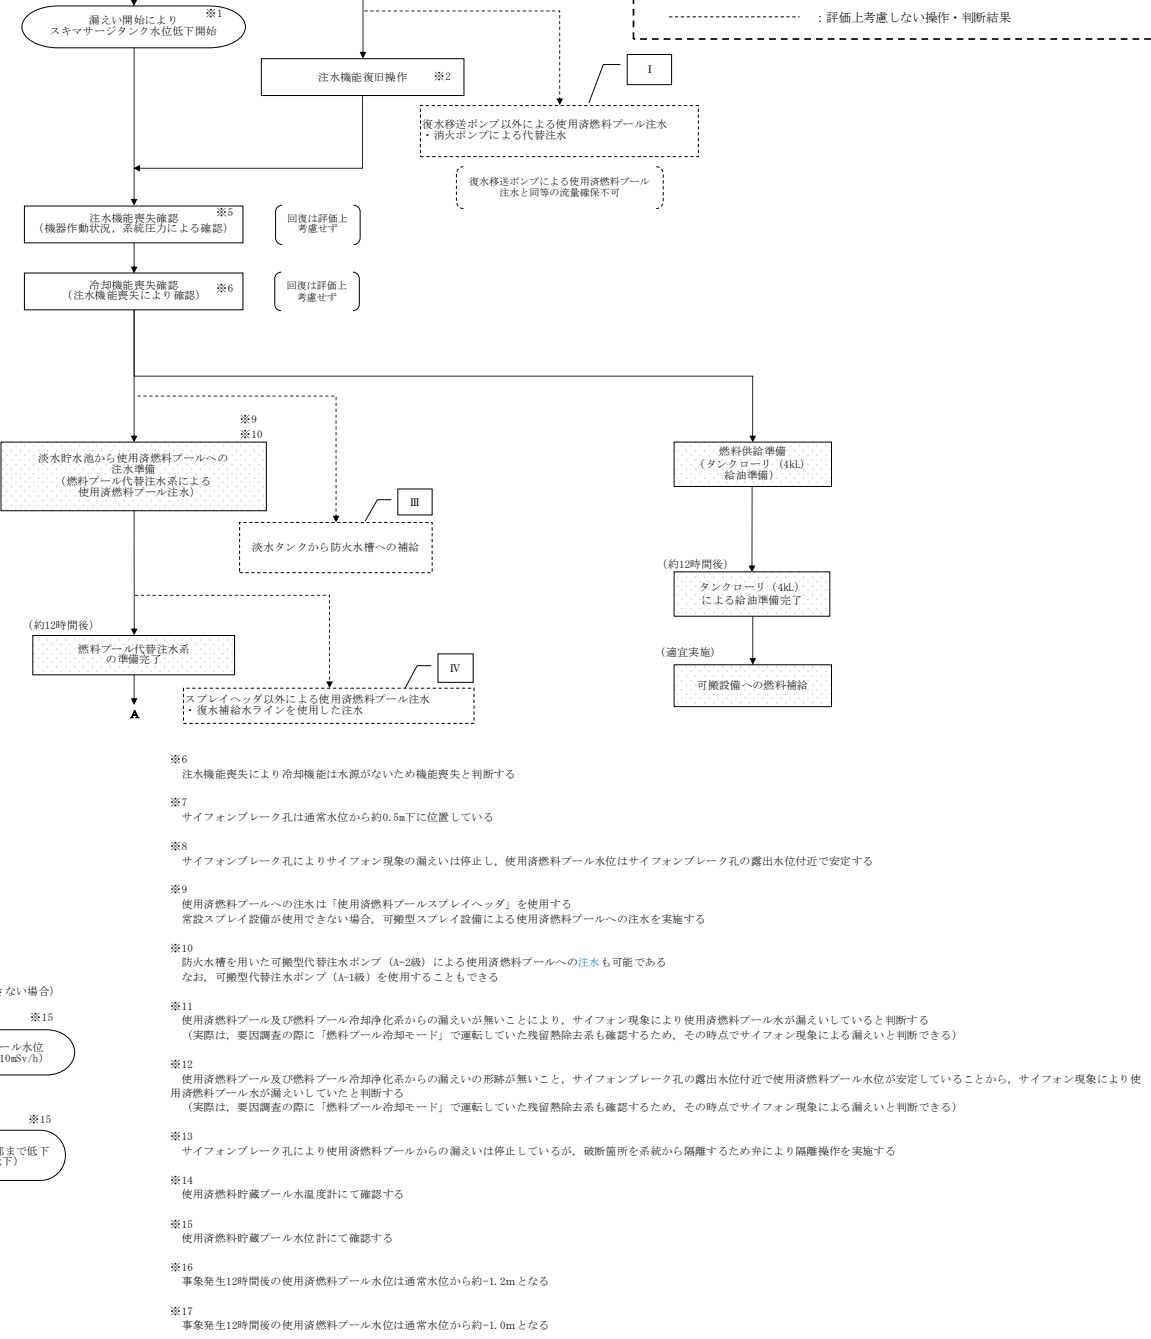 漏えい開始により
スキマサージタンク水位低下開始
※1
：評価上考慮しない操作・判断結果
注水機能復旧操作 ※2
Ⅰ
復水移送ポンプ以外による使用済燃料プール注水
・消火ポンプによる代替注水
復水移送ポンプによる使用済燃料プール
注水と同等の流量確保不可
注水機能喪失確認 ※5
（機器作動状況，系統圧力による確認）
回復は評価上
考慮せず
冷却機能喪失確認 ※6
（注水機能喪失により確認）
回復は評価上
考慮せず
※9
※10
淡水貯水池から使用済燃料プールへの
注水準備
（燃料プール代替注水系による
使用済燃料プール注水）
燃料供給準備
（タンクローリ（4kL）
給油準備）
Ⅲ
淡水タンクから防火水槽への補給
（約12時間後）
タンクローリ（4kL）
による給油準備完了
（約12時間後）
燃料プール代替注水系
の準備完了
（適宜実施）
可搬設備への燃料補給
Ⅳ
スプレイヘッダ以外による使用済燃料プール注水
・復水補給水ラインを使用した注水
A
※6
注水機能喪失により冷却機能は水源がないため機能喪失と判断する
※7
サイフォンブレーク孔は通常水位から約0.5m下に位置している
※8
サイフォンブレーク孔によりサイフォン現象の漏えいは停止し，使用済燃料プール水位はサイフォンブレーク孔の露出水位付近で安定する
※9
使用済燃料プールへの注水は「使用済燃料プールスプレイヘッダ」を使用する
常設スプレイ設備が使用できない場合，可搬型スプレイ設備による使用済燃料プールへの注水を実施する
※10
防火水槽を用いた可搬型代替注水ポンプ（A-2級）による使用済燃料プールへの注水も可能である
なお，可搬型代替注水ポンプ（A-1級）を使用することもできる
きない場合）
※15
ール水位
10mSv/h）
※15
部まで低下
下）
※11
使用済燃料プール及び燃料プール冷却浄化系からの漏えいが無いことにより，サイフォン現象により使用済燃料プール水が漏えいしていると判断する
（実際は，要因調査の際に「燃料プール冷却モード」で運転していた残留熱除去系も確認するため，その時点でサイフォン現象による漏えいと判断できる）
※12
使用済燃料プール及び燃料プール冷却浄化系からの漏えいの形跡が無いこと，サイフォンブレーク孔の露出水位付近で使用済燃料プール水位が安定していることから，サイフォン現象により使
用済燃料プール水が漏えいしていたと判断する
（実際は，要因調査の際に「燃料プール冷却モード」で運転していた残留熱除去系も確認するため，その時点でサイフォン現象による漏えいと判断できる）
※13
サイフォンブレーク孔により使用済燃料プールからの漏えいは停止しているが，破断箇所を系統から隔離するため弁により隔離操作を実施する
※14
使用済燃料貯蔵プール水温度計にて確認する
※15
使用済燃料貯蔵プール水位計にて確認する
※16
事象発生12時間後の使用済燃料プール水位は通常水位から約-1.2mとなる
※17
事象発生12時間後の使用済燃料プール水位は通常水位から約-1.0mとなる